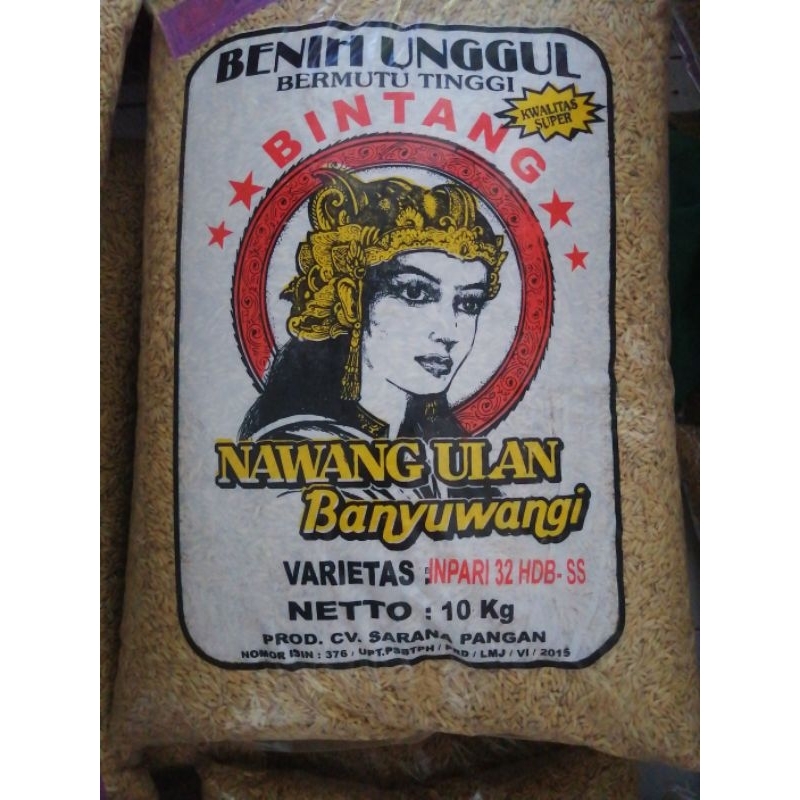 BENIH UNGGUL
BERMUTU TINGGI
KWALITAS
SUPER
BINTANG
NAWANG ULAN
Banyuwangi
VARIETAS : INPARI 32 HDB- SS
NETTO : 10 Kg
PROD. CV. SARANA PANGAN
NOMOR IJIN : 376 / UPT.PSBTPH / PRD / LMJ / VI / 2015